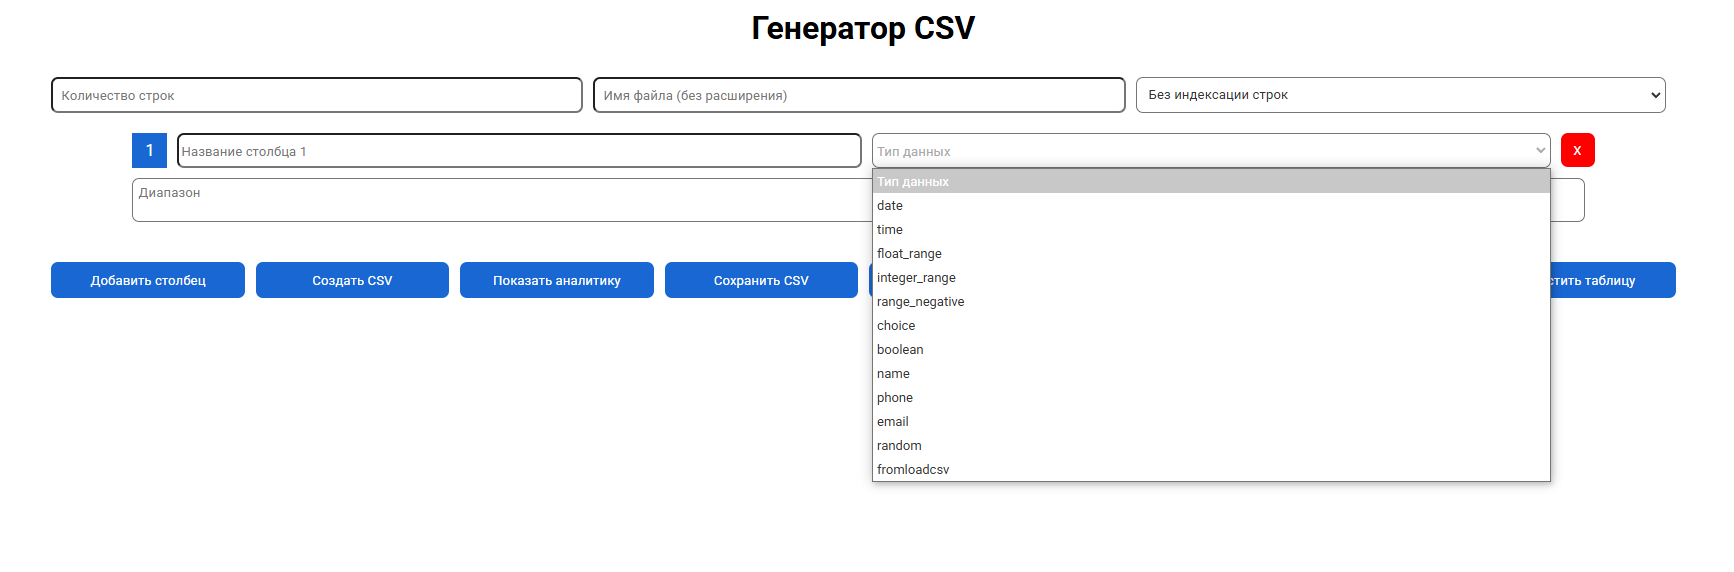 Генератор CSV
Количество строк
Имя файла (без расширения)
Без индексации строк
1
Название столбца 1
Тип данных
X
Диапазон
Тип данных
date
time
float_range
integer_range
range_negative
choice
boolean
name
phone
email
random
fromloadcsv
Добавить столбец
Создать CSV
Показать аналитику
Сохранить CSV
стить таблицу